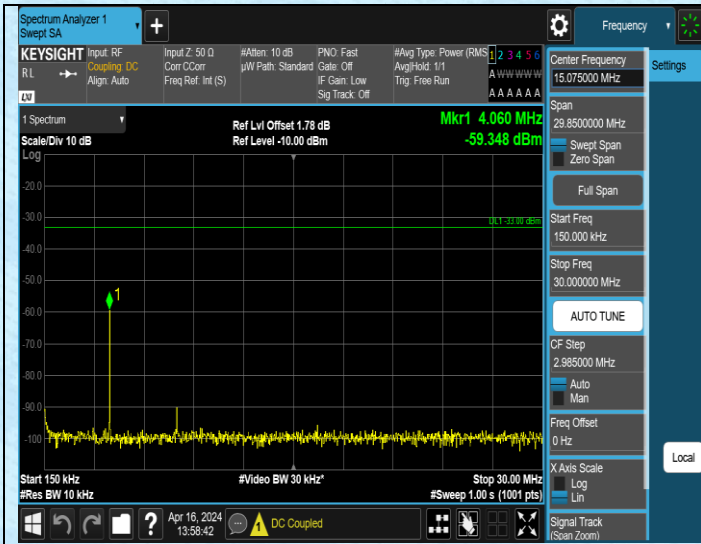 Spectrum Analyzer 1
Swept SA
+
Frequency
KEYSIGHT
RL
LXI
Input: RF
Coupling: DC
Align: Auto
Input Z: 50 Ω
Corr CCorr
Freq Ref: Int (S)
#Atten: 10 dB
µW Path: Standard
PNO: Fast
Gate: Off
IF Gain: Low
Sig Track: Off
#Avg Type: Power (RMS
Avg|Hold: 1/1
Trig: Free Run
1 2 3 4 5 6
A W W W W W
A A A A A A
1 Spectrum
Scale/Div 10 dB
Log
Ref Lvl Offset 1.78 dB
Ref Level -10.00 dBm
Mkr1 4.060 MHz
-59.348 dBm
-20.0
-30.0
DL1 -33.00 dBm
-40.0
-50.0
1
-60.0
-70.0
-80.0
-90.0
-100
Start 150 kHz
#Res BW 10 kHz
#Video BW 30 kHz*
Stop 30.00 MHz
#Sweep 1.00 s (1001 pts)
?
Apr 16, 2024
13:58:42
DC Coupled
Center Frequency
15.075000 MHz
Span
29.8500000 MHz
Swept Span
Zero Span
Full Span
Start Freq
150.000 kHz
Stop Freq
30.000000 MHz
AUTO TUNE
CF Step
2.985000 MHz
Auto
Man
Freq Offset
0 Hz
X Axis Scale
Log
Lin
Signal Track
(Span Zoom)
Settings
Local